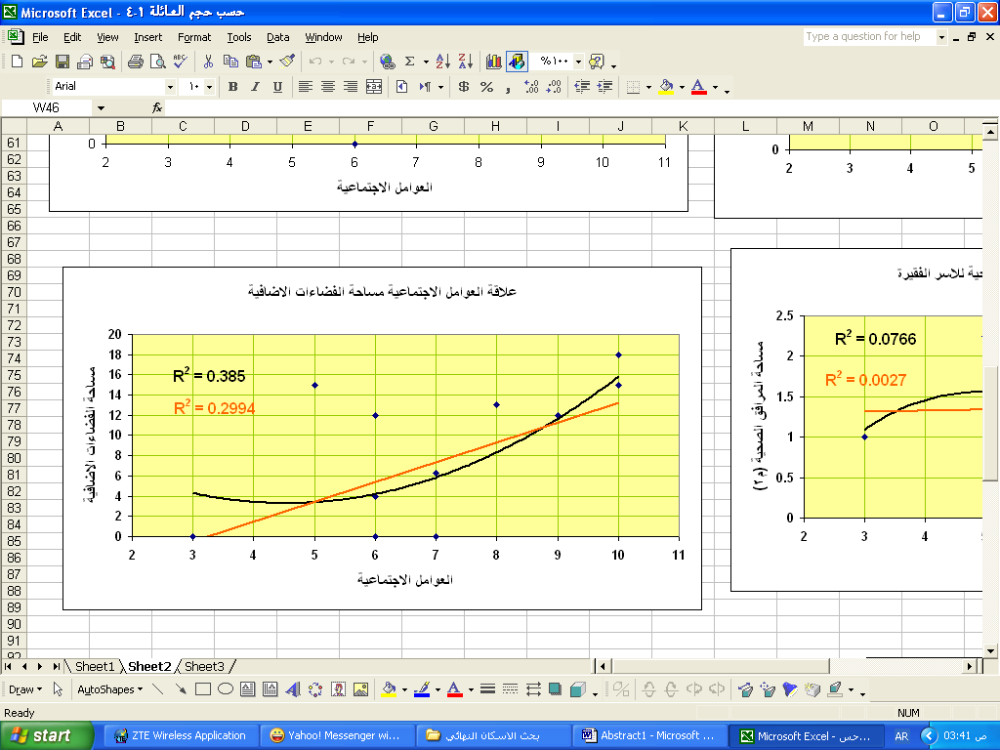 Microsoft Excel - حسب حجم العائلة ١-٤
File Edit View Insert Format Tools Data Window Help
Type a question for help
%١٠٠
Arial ١٠ B I U $ % ,
W46 fx
A B C D E F G H I J K L M N O
61 62 63 64 65 66 67 68 69 70 71 72 73 74 75 76 77 78 79 80 81 82 83 84 85 86 87 88 89 90 91 92
0
2 3 4 5 6 7 8 9 10 11
العوامل الاجتماعية
0
2 3 4 5
علاقة العوامل الاجتماعية مساحة الفضاءات الاضافية
20
18
16
14
12
10
8
6
4
2
0
R² = 0.385
R² = 0.2994
مساحة الفضاءات الاضافية
2 3 4 5 6 7 8 9 10 11
العوامل الاجتماعية
ية للاسر الفقيرة
2.5
2
1.5
1
0.5
0
R² = 0.0766
R² = 0.0027
مساحة المرافق الصحية (م٢)
2 3 4
Sheet1 Sheet2 Sheet3
Draw AutoShapes
Ready NUM
start ZTE Wireless Application Yahoo! Messenger wi... بحث الاسكان النهائي Abstract1 - Microsoft ... Microsoft Excel - حس... AR 03:41 ص